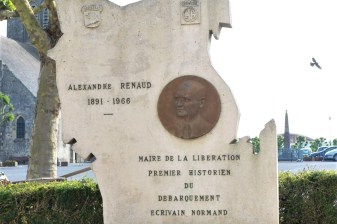 ALEXANDRE RENAUD
1891-1966
MAIRE DE LA LIBERATION
PREMIER HISTORIEN
DU
DEBARQUEMENT
ECRIVAIN NORMAND